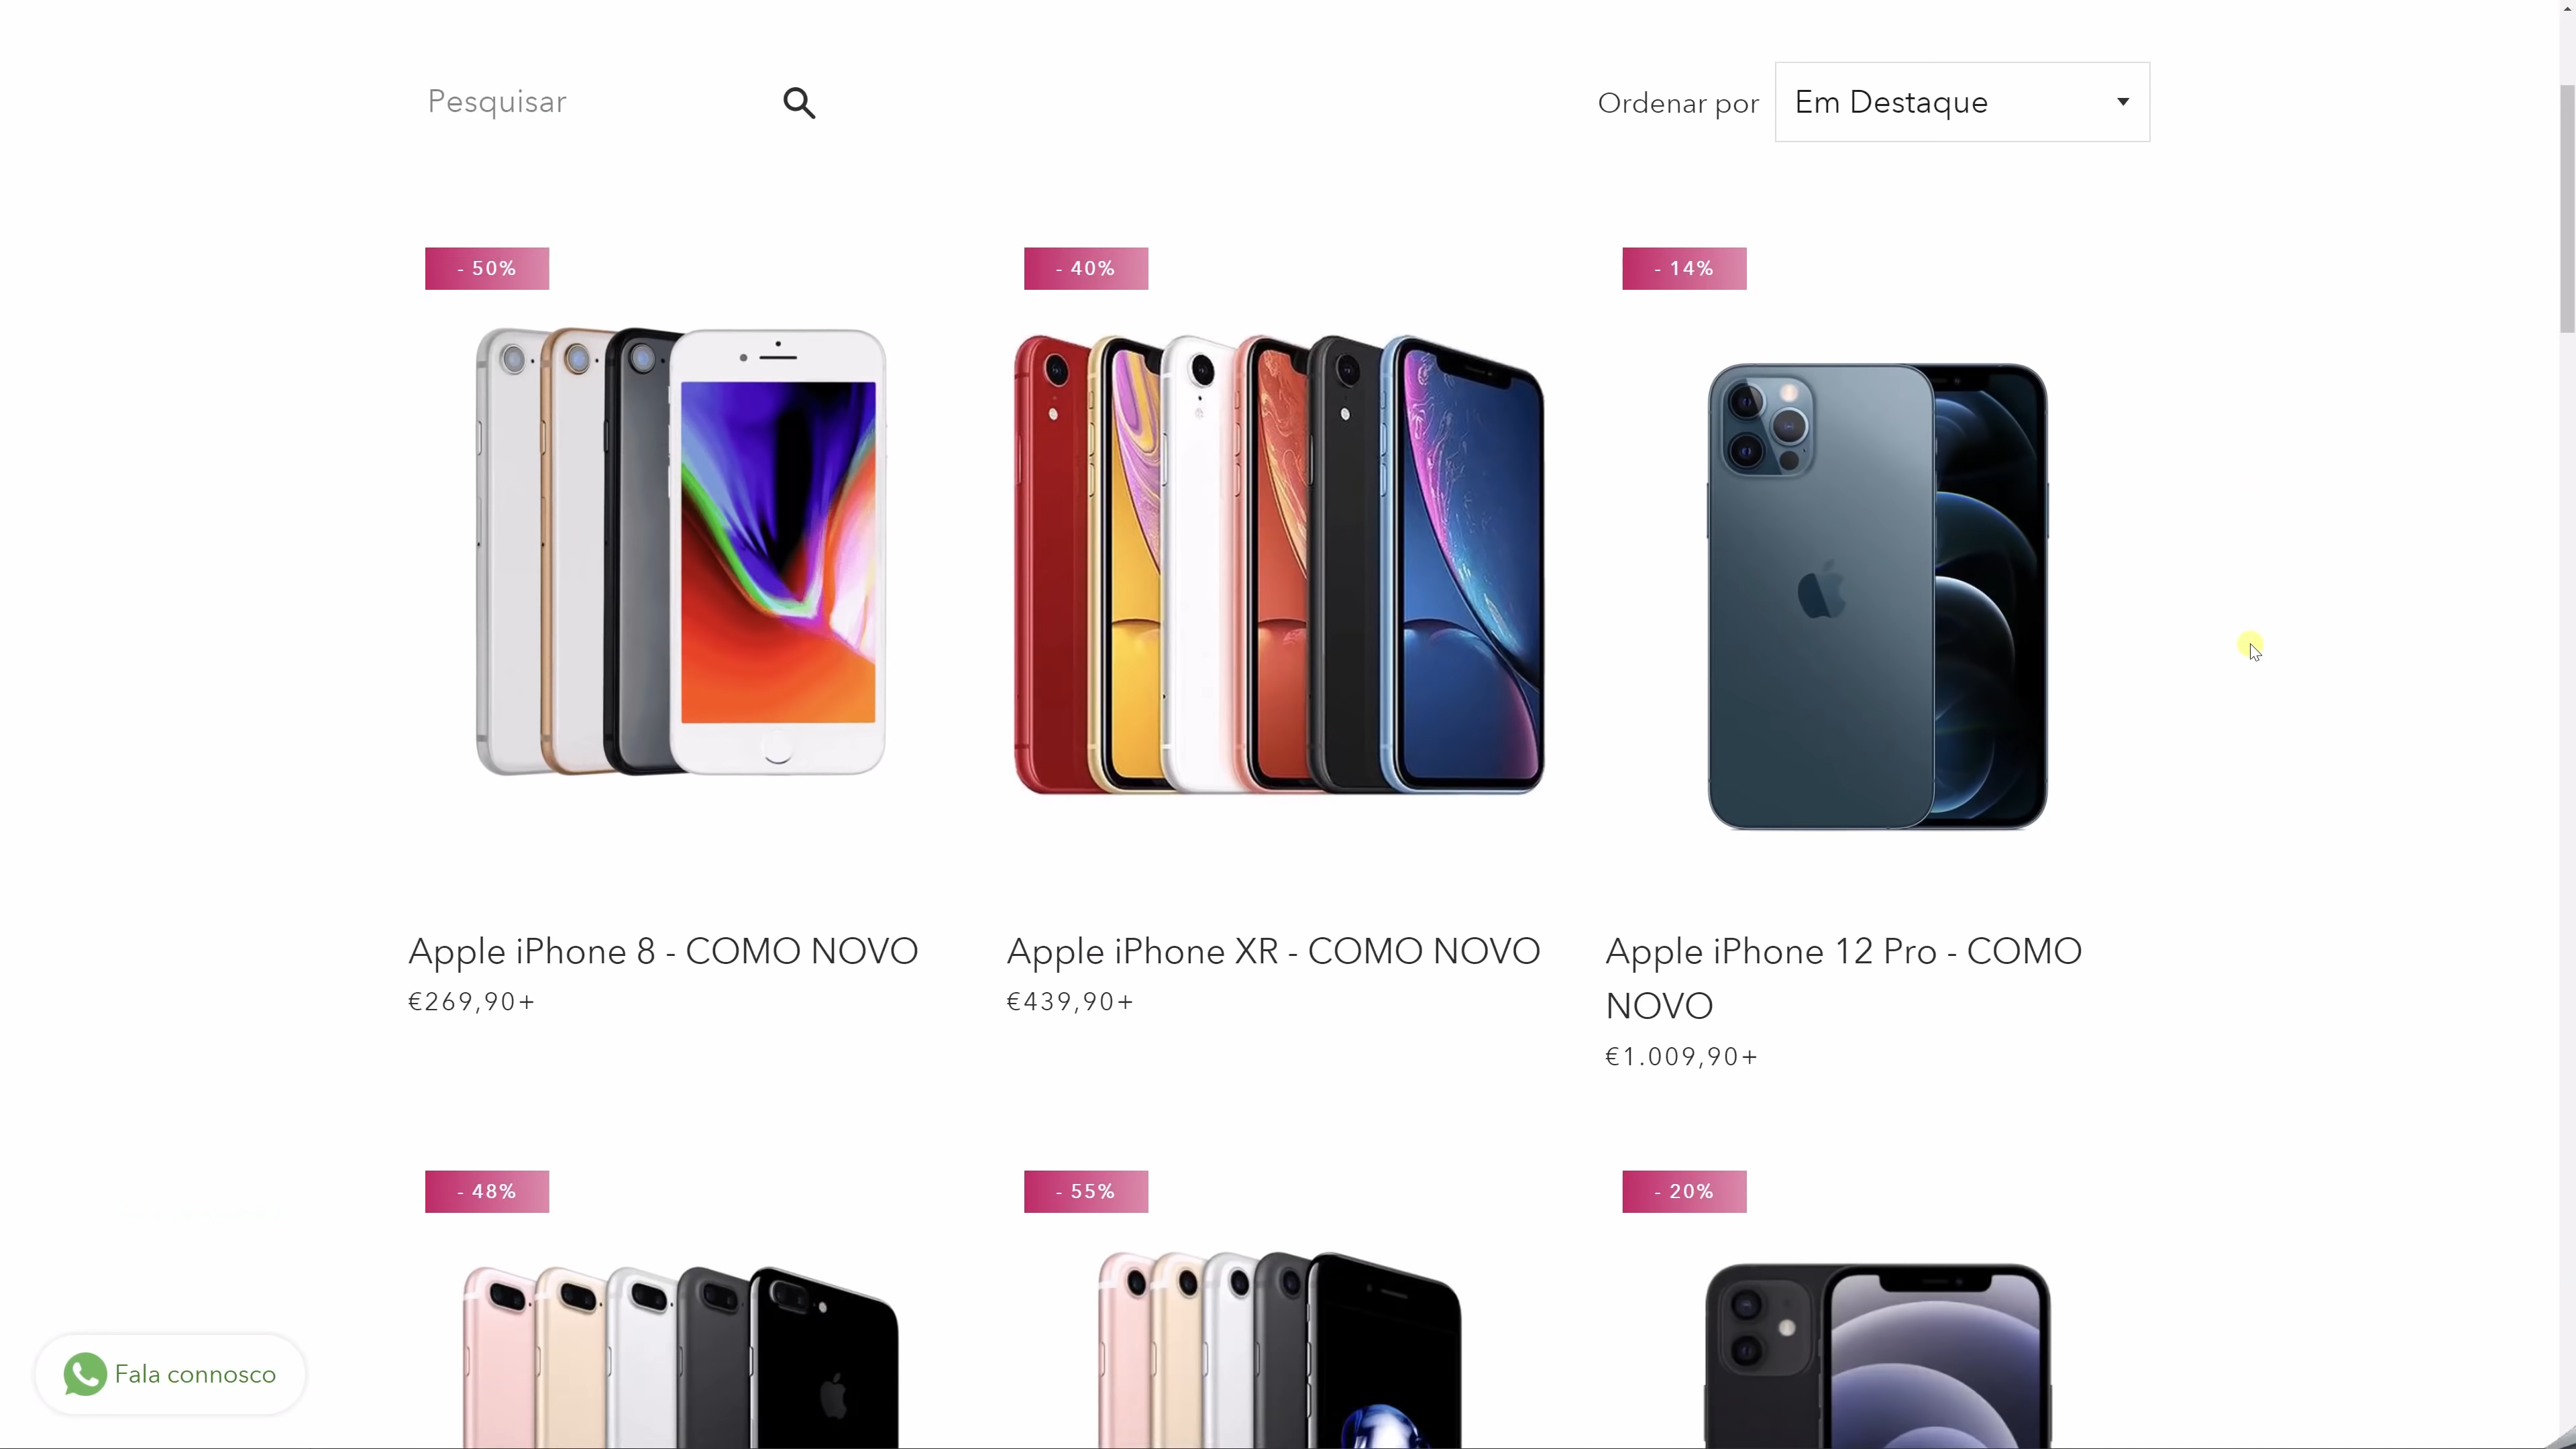 Pesquisar
Ordenar por
Em Destaque
- 50%
- 40%
- 14%
Apple iPhone 8 - COMO NOVO
€269,90+
Apple iPhone XR - COMO NOVO
€439,90+
Apple iPhone 12 Pro - COMO
NOVO
€1.009,90+
- 48%
- 55%
- 20%
Fala connosco